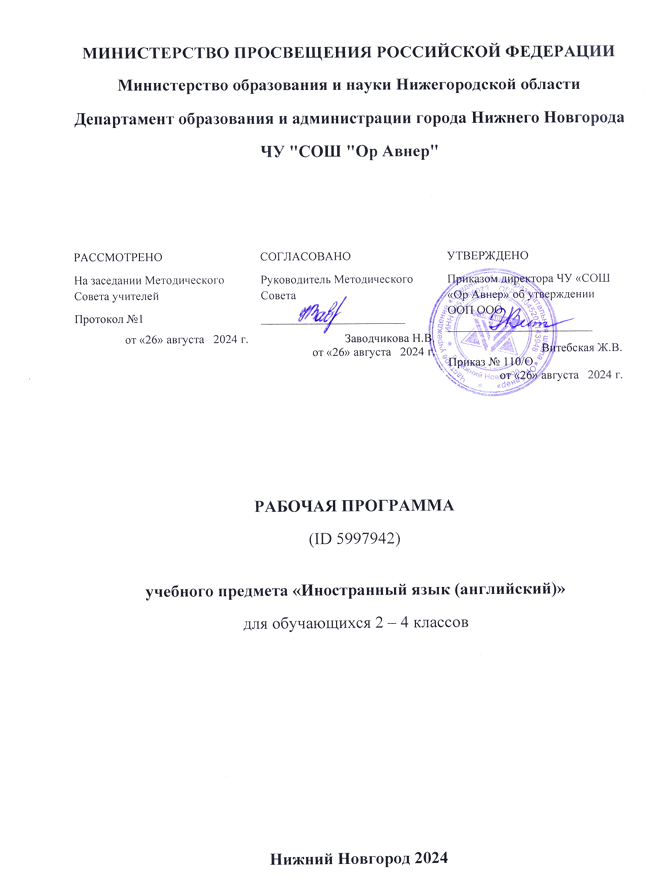 МИНИСТЕРСТВО ПРОСВЕЩЕНИЯ РОССИЙСКОЙ ФЕДЕРАЦИИ
Министерство образования и науки Нижегородской области
Департамент образования и администрации города Нижнего Новгорода
ЧУ "СОШ "Ор Авнер"
РАССМОТРЕНО
На заседании Методического
Совета учителей
Протокол №1
от «26» августа 2024 г.
СОГЛАСОВАНО
Руководитель Методического
Совета
Заводчикова Н.В.
от «26» августа 2024 г.
УТВЕРЖДЕНО
Приказом директора ЧУ «СОШ
«Ор Авнер» об утверждении
ООП ООО
Витебская Ж.В.
Приказ № 110/О
от «26» августа 2024 г.
РАБОЧАЯ ПРОГРАММА
(ID 5997942)
учебного предмета «Иностранный язык (английский)»
для обучающихся 2 – 4 классов
Нижний Новгород 2024